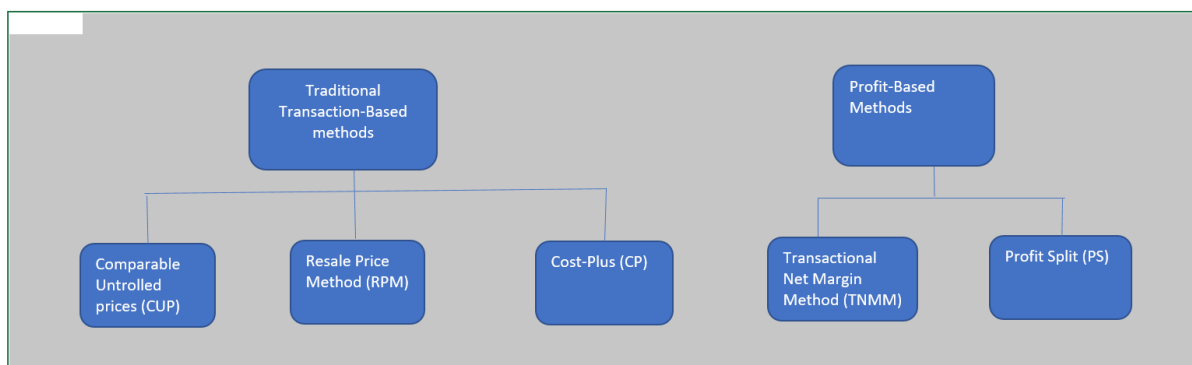 Traditional
Transaction-Based
methods
Profit-Based
Methods
Comparable
Untrolled
prices (CUP)
Resale Price
Method (RPM)
Cost-Plus (CP)
Transactional
Net Margin
Method (TNMM)
Profit Split (PS)